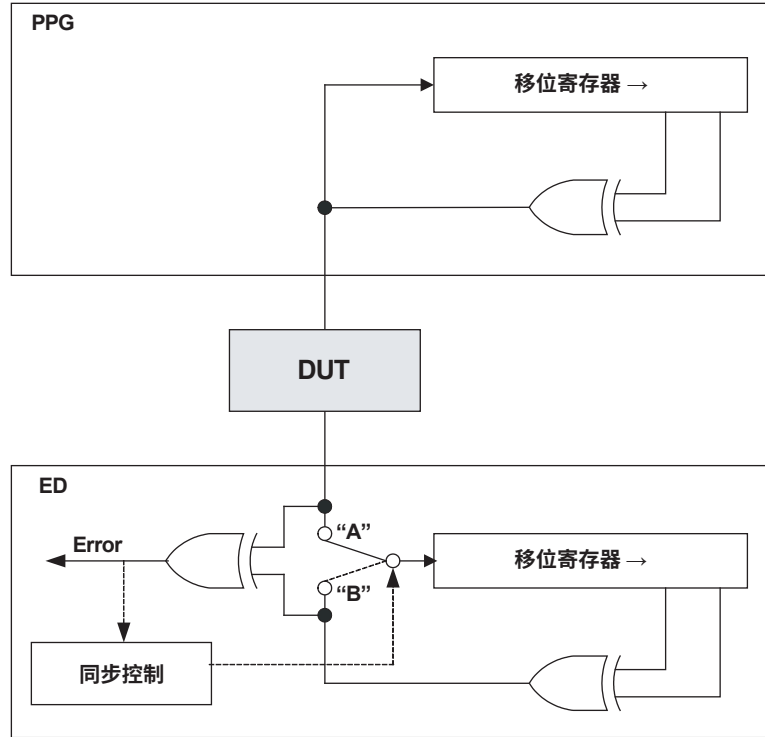 PPG
移位寄存器 →
DUT
ED
“A”
Error
移位寄存器 →
“B”
同步控制